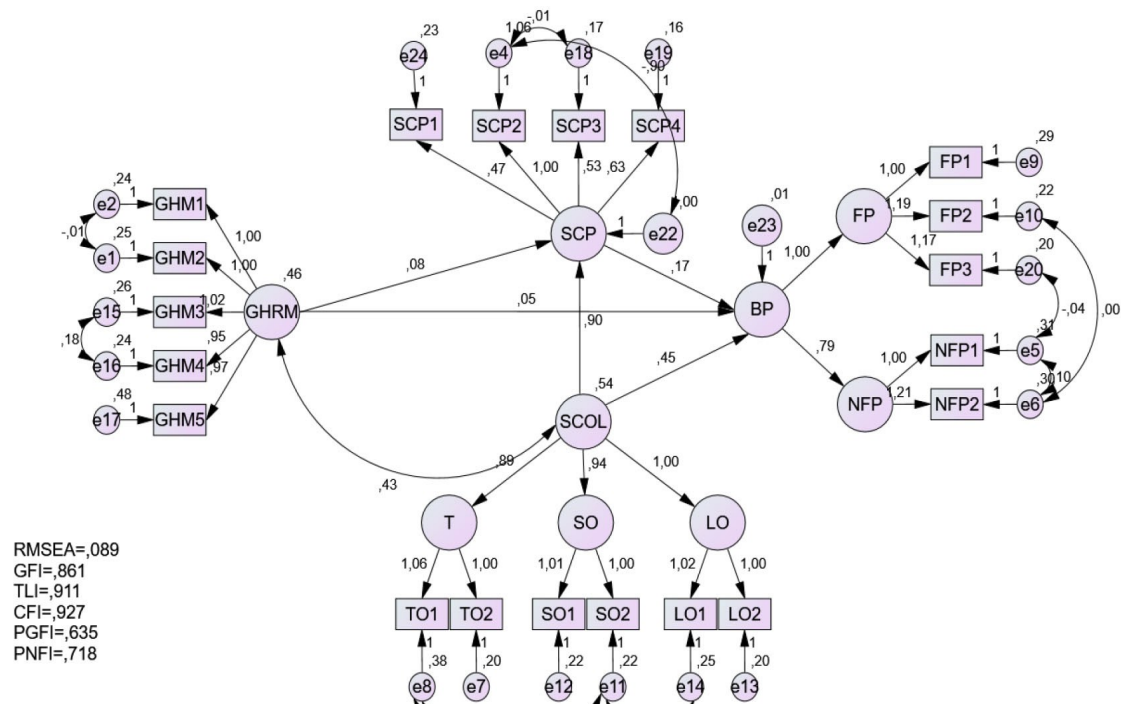 ,23
1,06
-,01
,17
,16
e24
e4
e18
e19
-,90
1
1
1
1
SCP1
SCP2
SCP3
SCP4
,47
1,00
,53
,63
,00
SCP
1
e22
,01
e23
1
,29
FP1
1
e9
1,00
,22
FP
1,19
FP2
1
e10
1,17
,20
FP3
1
e20
-,04
,00
,24
e2
1
GHM1
-,01
,25
e1
1
GHM2
1,00
1,00
,46
,26
e15
1
GHM3
1,02
GHRM
,18
,24
e16
1
GHM4
,95
,97
,48
e17
1
GHM5
,08
,17
1,00
,05
BP
,90
,45
,79
,31
NFP1
1
e5
1,00
,30
,10
NFP
1,21
NFP2
1
e6
,54
SCOL
,43
,89
,94
1,00
T
SO
LO
1,06
1,00
1,01
1,00
1,02
1,00
TO1
TO2
SO1
SO2
LO1
LO2
1
1
1
1
1
1
,38
,20
,22
,22
,25
,20
e8
e7
e12
e11
e14
e13
RMSEA=,089
GFI=,861
TLI=,911
CFI=,927
PGFI=,635
PNFI=,718